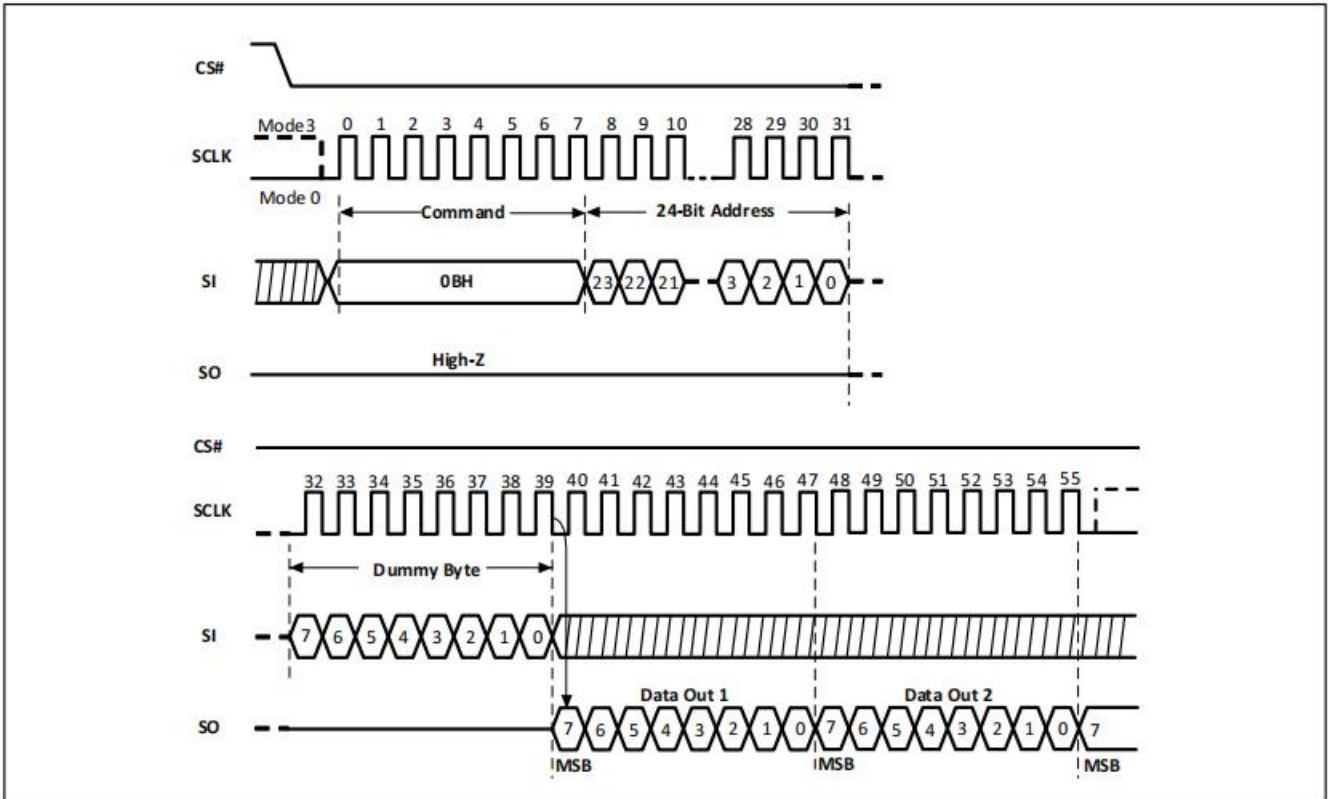 CS#
Mode3 0 1 2 3 4 5 6 7 8 9 10 28 29 30 31
SCLK
Mode 0
Command 24-Bit Address
SI 0BH 23 22 21 3 2 1 0
High-Z
SO
CS#
32 33 34 35 36 37 38 39 40 41 42 43 44 45 46 47 48 49 50 51 52 53 54 55
SCLK
Dummy Byte
SI 7 6 5 4 3 2 1 0
Data Out 1 Data Out 2
SO 7 6 5 4 3 2 1 0 7 6 5 4 3 2 1 0 7
MSB MSB MSB